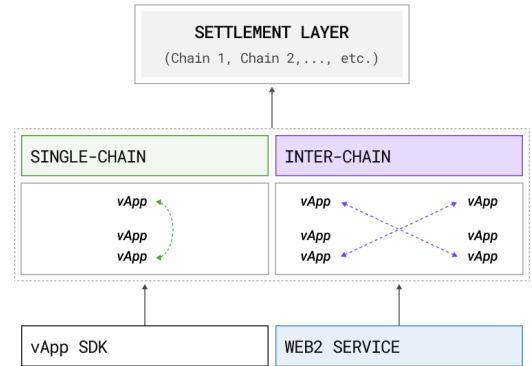 SETTLEMENT LAYER
(Chain 1, Chain 2,..., etc.)
SINGLE-CHAIN
INTER-CHAIN
vApp
vApp
vApp
vApp
vApp
vApp
vApp
vApp
vApp
vApp SDK
WEB2 SERVICE